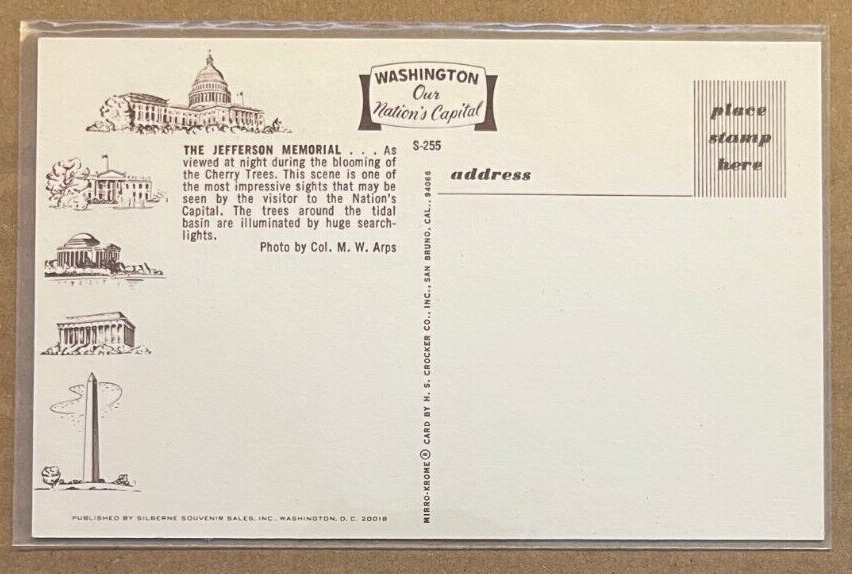 WASHINGTON
Our
Nation's Capital
place
stamp
here
THE JEFFERSON MEMORIAL . . . As
viewed at night during the blooming of
the Cherry Trees. This scene is one of
the most impressive sights that may be
seen by the visitor to the Nation's
Capital. The trees around the tidal
basin are illuminated by huge search-
lights.
Photo by Col. M. W. Arps
S-255
address
MIRRO-KROME® CARD BY H. S. CROCKER CO., INC., SAN BRUNO, CAL., 94066
PUBLISHED BY SILBERNE SOUVENIR SALES, INC., WASHINGTON, D. C. 20018